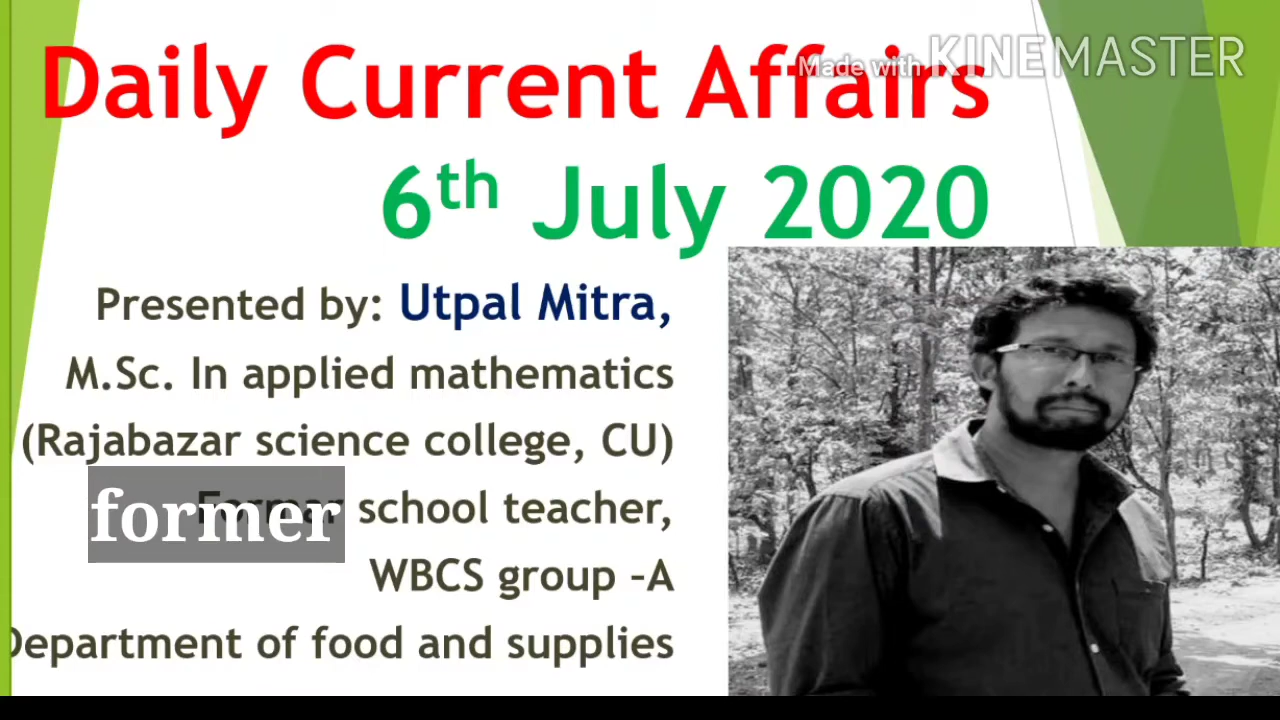 Daily Current Affairs
Made with KINEMASTER
6th July 2020
Presented by: Utpal Mitra,
M.Sc. In applied mathematics
(Rajabazar science college, CU)
former school teacher,
WBCS group -A
Department of food and supplies